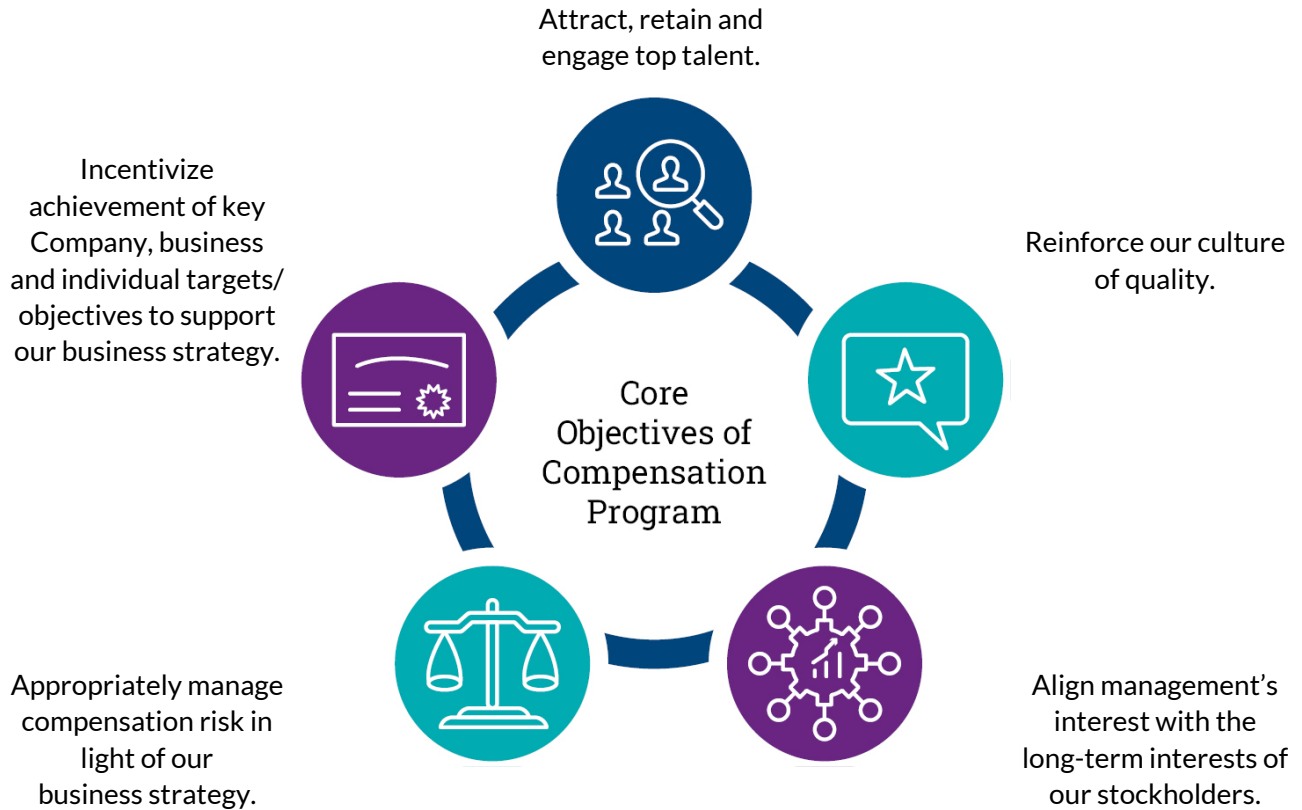 Attract, retain and
engage top talent.
Incentivize
achievement of key
Company, business
and individual targets/
objectives to support
our business strategy.
Reinforce our culture
of quality.
Core
Objectives of
Compensation
Program
Appropriately manage
compensation risk in
light of our
business strategy.
Align management’s
interest with the
long-term interests of
our stockholders.